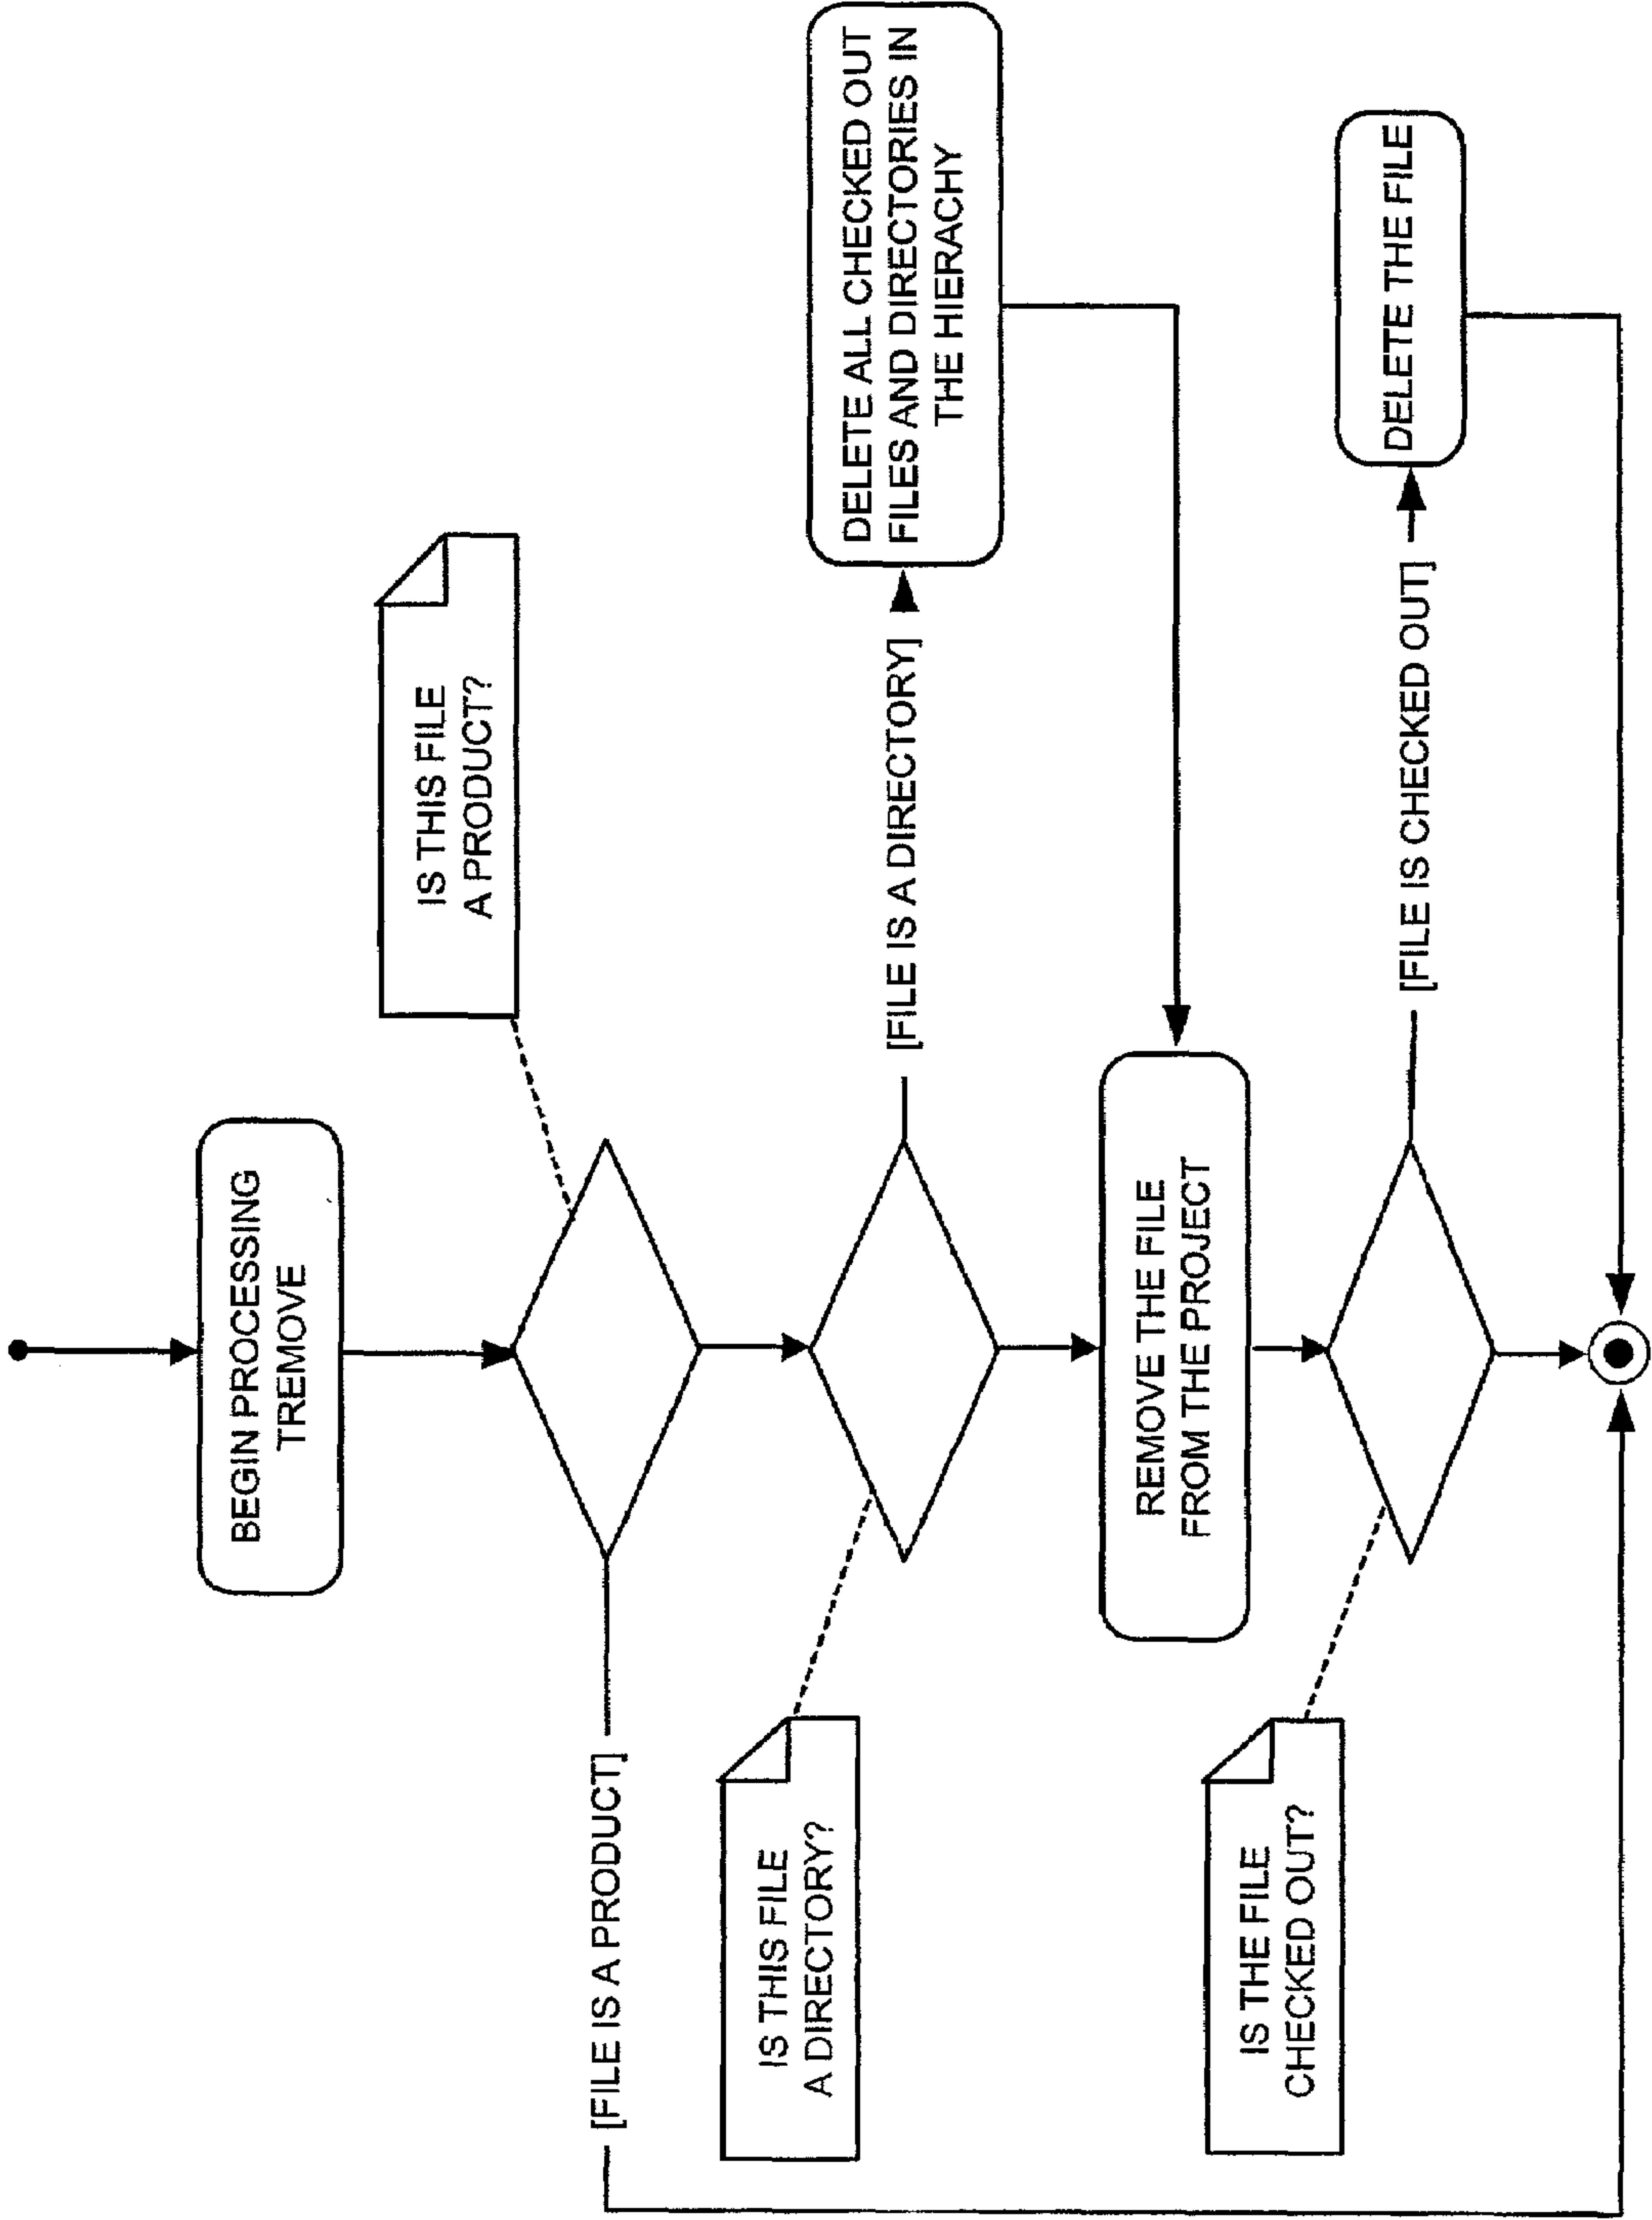 BEGIN PROCESSING
TREMOVE
IS THIS FILE
A PRODUCT?
[FILE IS A PRODUCT]
IS THIS FILE
A DIRECTORY?
[FILE IS A DIRECTORY]
DELETE ALL CHECKED OUT
FILES AND DIRECTORIES IN
THE HIERACHY
REMOVE THE FILE
FROM THE PROJECT
IS THE FILE
CHECKED OUT?
[FILE IS CHECKED OUT]
DELETE THE FILE